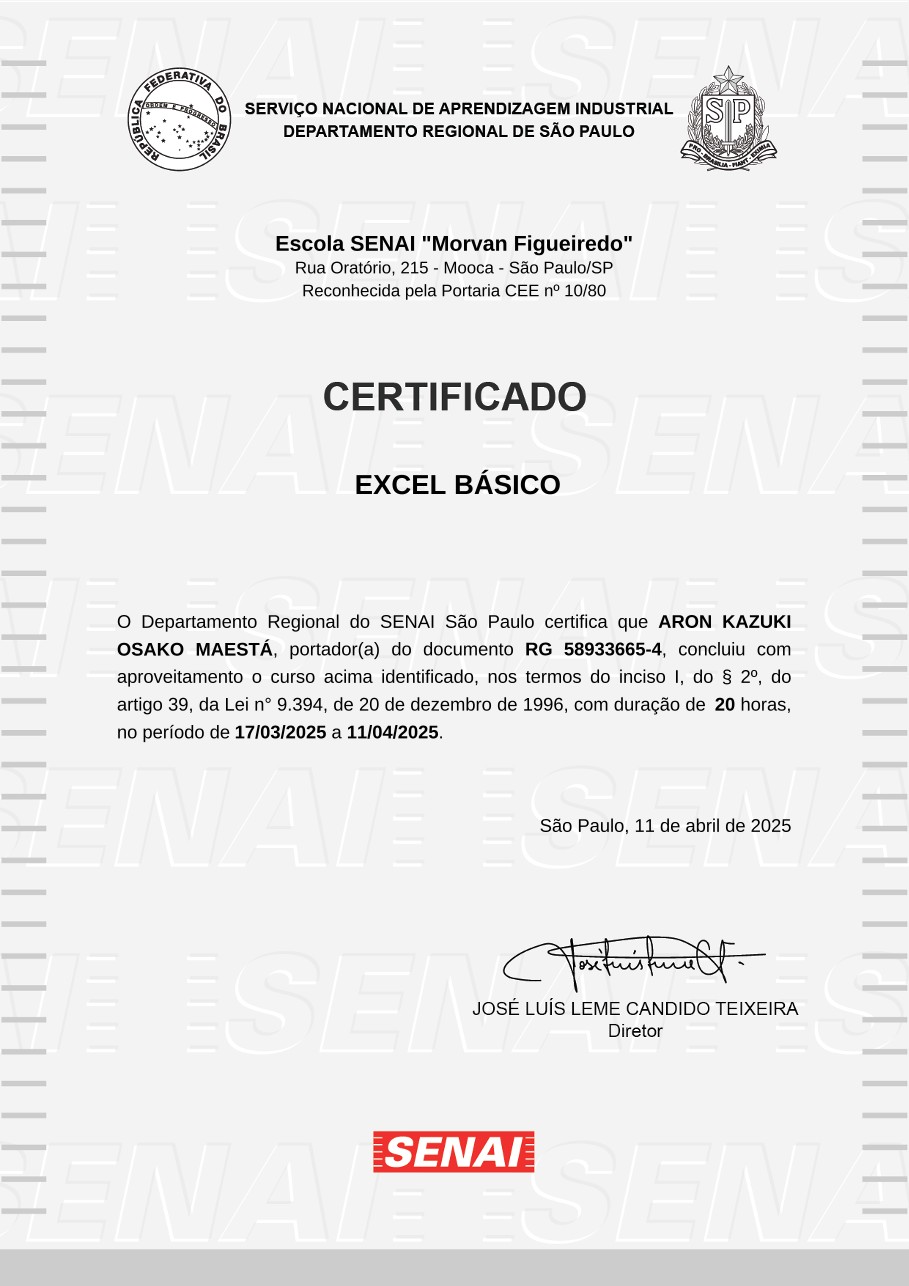 REPÚBLICA FEDERATIVA DO BRASIL
ORDEM E PROGRESSO
SERVIÇO NACIONAL DE APRENDIZAGEM INDUSTRIAL
DEPARTAMENTO REGIONAL DE SÃO PAULO
SP
PRO · BRASILIA · FIANT · EXIMIA
Escola SENAI "Morvan Figueiredo"
Rua Oratório, 215 - Mooca - São Paulo/SP
Reconhecida pela Portaria CEE nº 10/80
CERTIFICADO
EXCEL BÁSICO
O Departamento Regional do SENAI São Paulo certifica que ARON KAZUKI
OSAKO MAESTÁ, portador(a) do documento RG 58933665-4, concluiu com
aproveitamento o curso acima identificado, nos termos do inciso I, do § 2º, do
artigo 39, da Lei n° 9.394, de 20 de dezembro de 1996, com duração de 20 horas,
no período de 17/03/2025 a 11/04/2025.
São Paulo, 11 de abril de 2025
JOSÉ LUÍS LEME CANDIDO TEIXEIRA
Diretor
SENAI